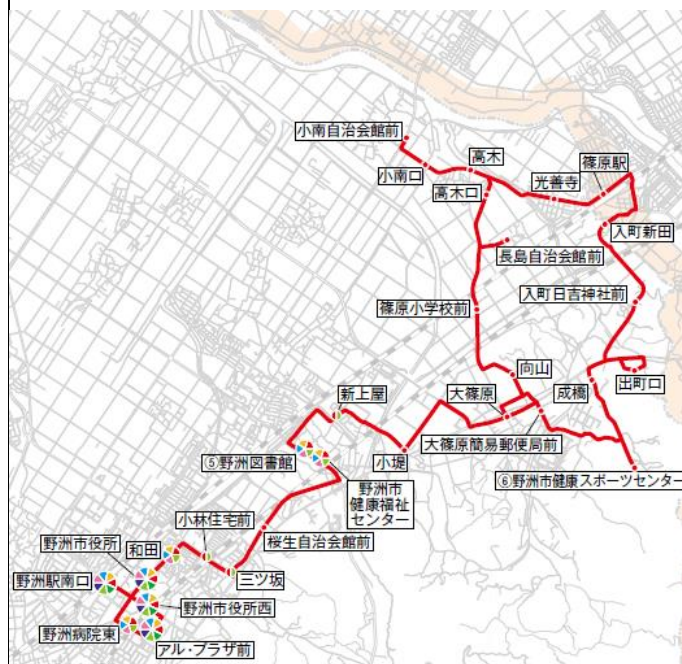 小南自治会館前
高木
篠原駅
小南口
光善寺
高木口
入町新田
長島自治会館前
入町日吉神社前
篠原小学校前
向山
新上屋
大篠原
成橋
出町口
大篠原簡易郵便局前
⑤野洲図書館
小堤
⑥野洲市健康スポーツセンター
野洲市
健康福祉
センター
小林住宅前
野洲市役所
和田
桜生自治会館前
野洲駅南口
三ツ坂
野洲市役所西
野洲病院東
アル・プラザ前